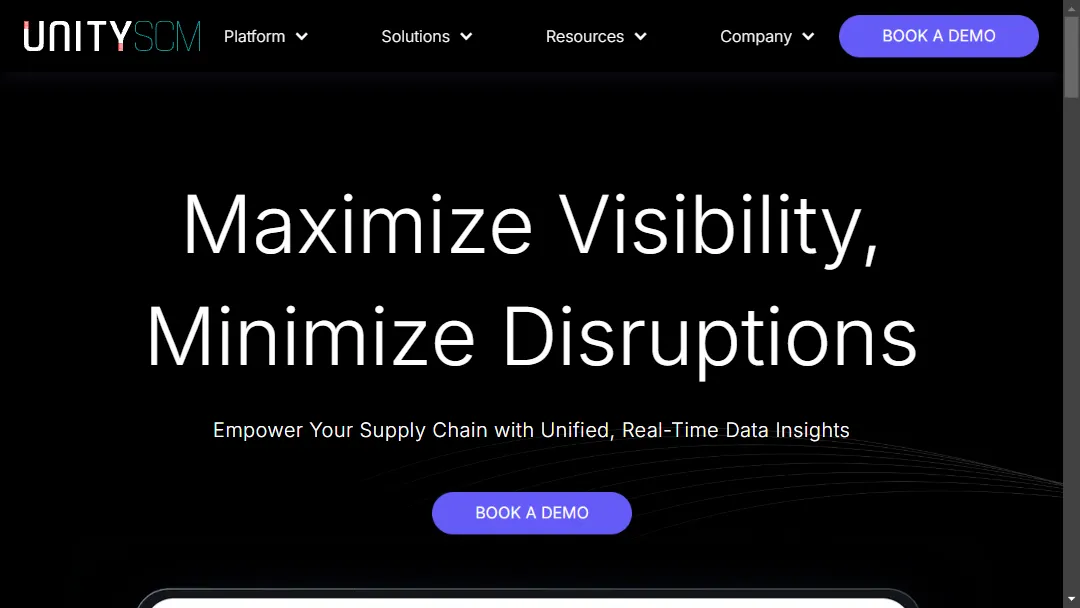 UNITYSCM
Platform
Solutions
Resources
Company
BOOK A DEMO
Maximize Visibility,
Minimize Disruptions
Empower Your Supply Chain with Unified, Real-Time Data Insights
BOOK A DEMO